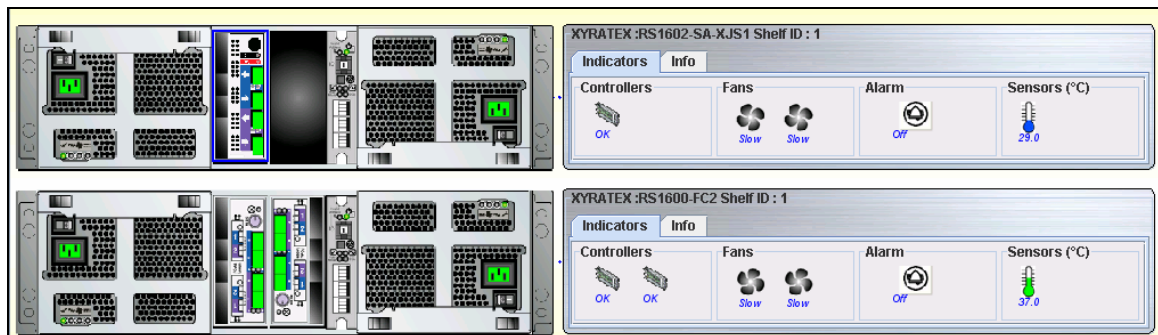 XYRATEX :RS1602-SA-XJS1 Shelf ID : 1
Indicators Info
Controllers Fans Alarm Sensors (°C)
OK Slow Slow Off 29.0
XYRATEX :RS1600-FC2 Shelf ID : 1
Indicators Info
Controllers Fans Alarm Sensors (°C)
OK OK Slow Slow Off 37.0